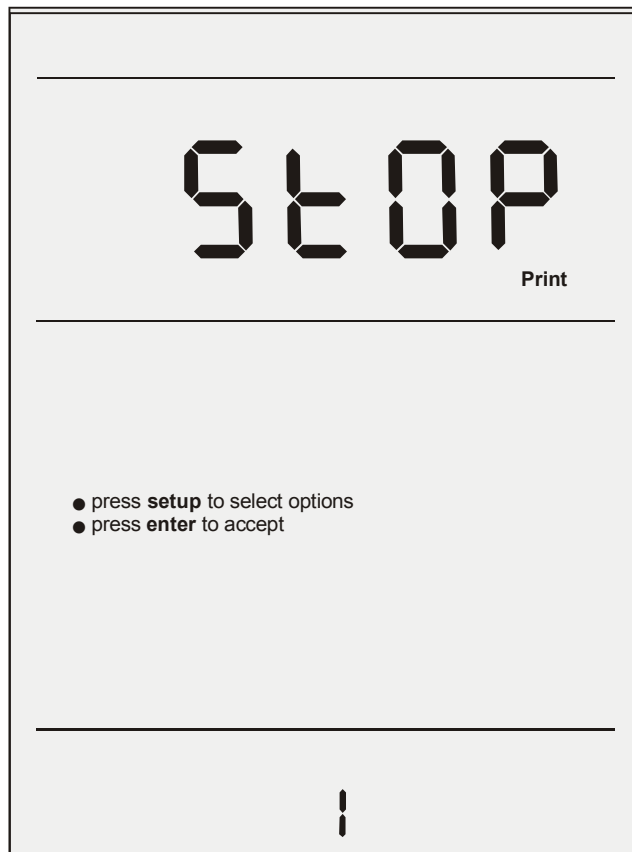 StOP
Print
● press setup to select options
● press enter to accept
1